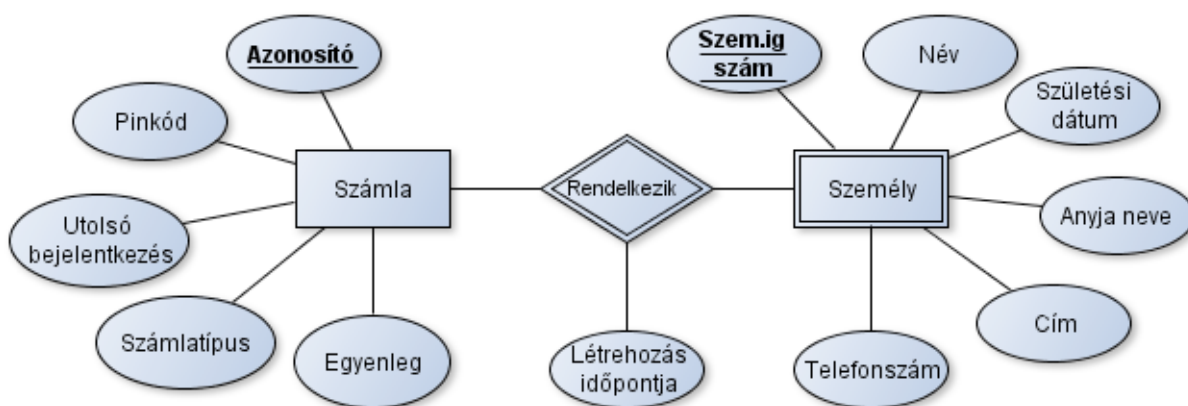 Azonosító
Szem.ig
szám
Név
Születési
dátum
Pinkód
Számla
Rendelkezik
Személy
Anyja neve
Utolsó
bejelentkezés
Számlatípus
Egyenleg
Létrehozás
időpontja
Telefonszám
Cím